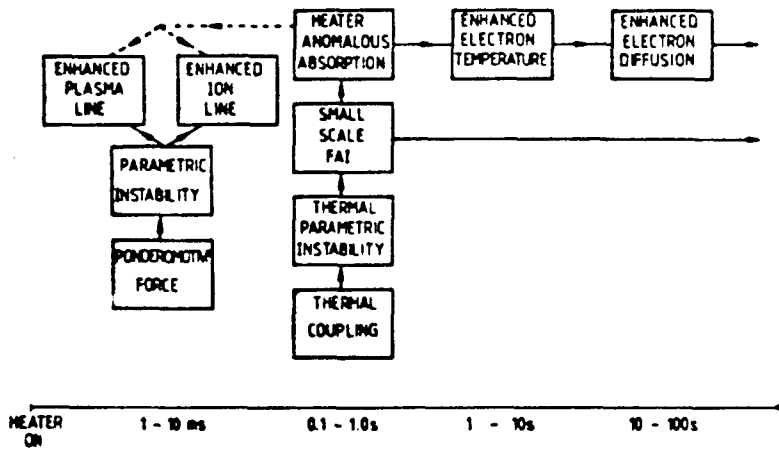 HEATER
ANOMALOUS
ABSORPTION
ENHANCED
ELECTRON
TEMPERATURE
ENHANCED
ELECTRON
DIFFUSION
ENHANCED
PLASMA
LINE
ENHANCED
ION
LINE
SMALL
SCALE
FAI
PARAMETRIC
INSTABILITY
THERMAL
PARAMETRIC
INSTABILITY
PONDEROMOTIVE
FORCE
THERMAL
COUPLING
HEATER
ON
1 - 10 ms
0.1 - 1.0s
1 - 10s
10 - 100s